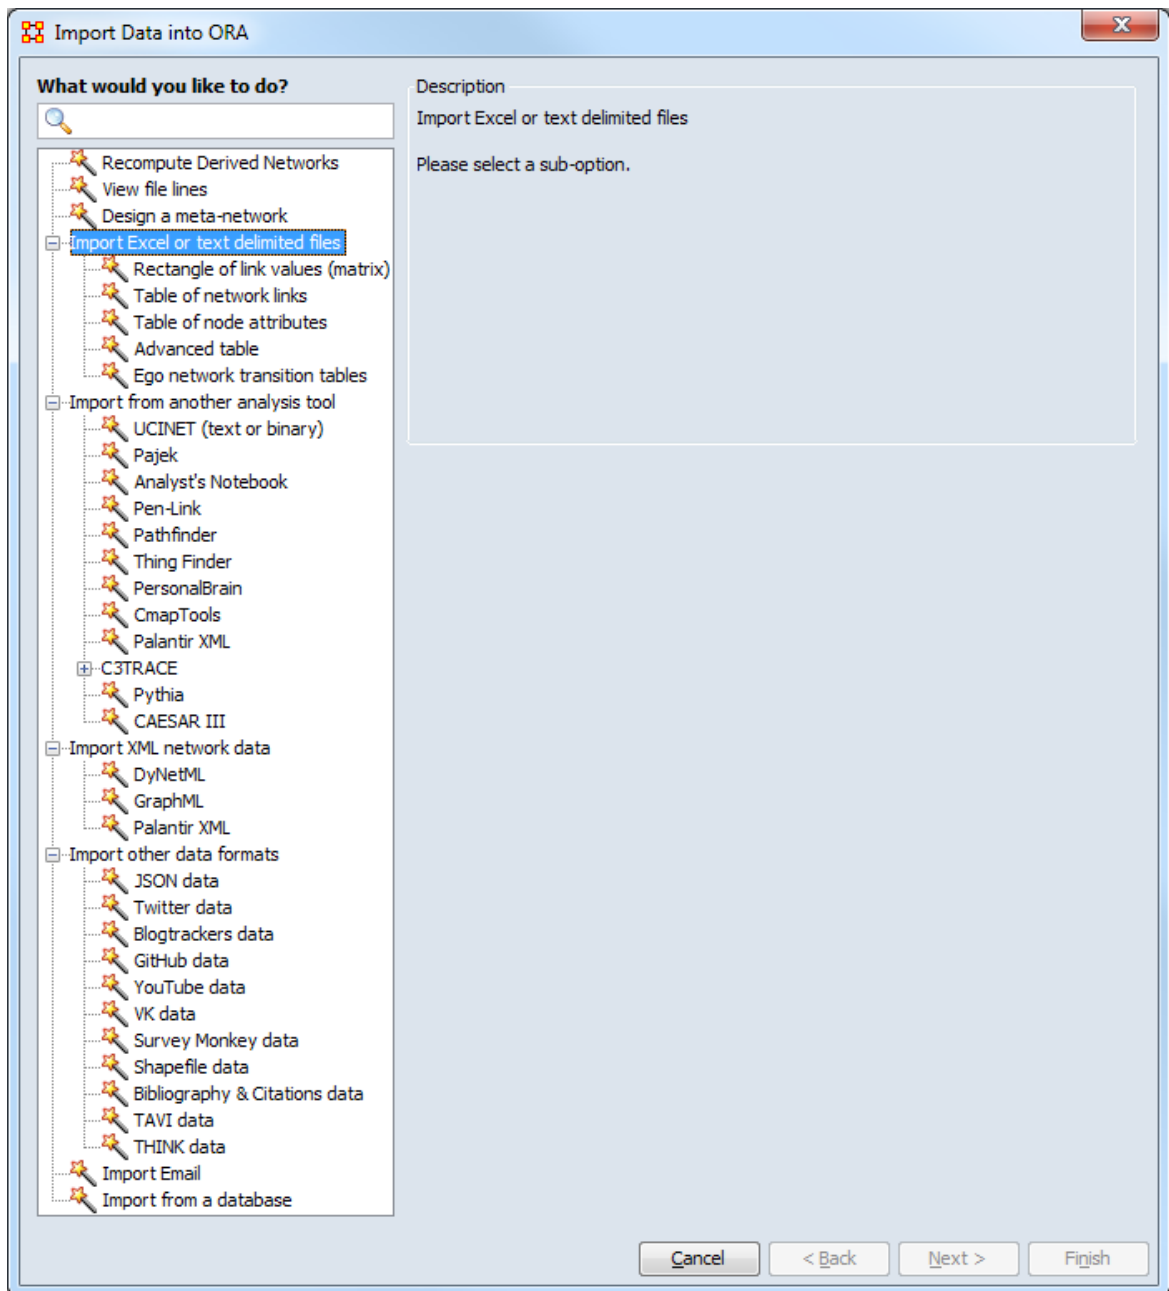 Import Data into ORA
What would you like to do?
Recompute Derived Networks
View file lines
Design a meta-network
Import Excel or text delimited files
Rectangle of link values (matrix)
Table of network links
Table of node attributes
Advanced table
Ego network transition tables
Import from another analysis tool
UCINET (text or binary)
Pajek
Analyst's Notebook
Pen-Link
Pathfinder
Thing Finder
PersonalBrain
CmapTools
Palantir XML
C3TRACE
Pythia
CAESAR III
Import XML network data
DyNetML
GraphML
Palantir XML
Import other data formats
JSON data
Twitter data
Blogtrackers data
GitHub data
YouTube data
VK data
Survey Monkey data
Shapefile data
Bibliography & Citations data
TAVI data
THINK data
Import Email
Import from a database
Description
Import Excel or text delimited files
Please select a sub-option.
Cancel
< Back
Next >
Finish